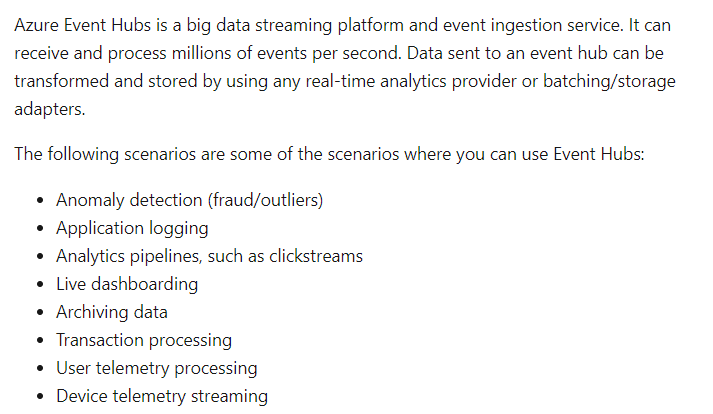 Azure Event Hubs is a big data streaming platform and event ingestion service. It can
receive and process millions of events per second. Data sent to an event hub can be
transformed and stored by using any real-time analytics provider or batching/storage
adapters.
The following scenarios are some of the scenarios where you can use Event Hubs:
• Anomaly detection (fraud/outliers)
• Application logging
• Analytics pipelines, such as clickstreams
• Live dashboarding
• Archiving data
• Transaction processing
• User telemetry processing
• Device telemetry streaming